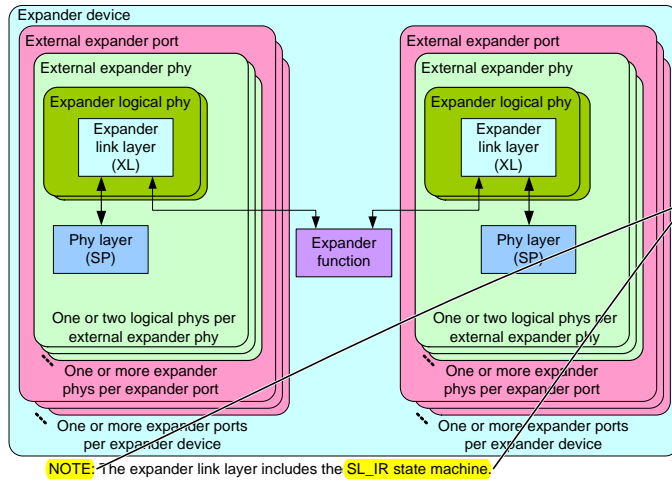 Expander device
External expander port
External expander phy
Expander logical phy
Expander
link layer
(XL)
Phy layer
(SP)
One or two logical phys per
external expander phy
One or more expander
phys per expander port
One or more expander ports
per expander device
Expander
function
External expander port
External expander phy
Expander logical phy
Expander
link layer
(XL)
Phy layer
(SP)
One or two logical phys per
external expander phy
One or more expander
phys per expander port
One or more expander ports
per expander device
NOTE: The expander link layer includes the SL_IR state machine.